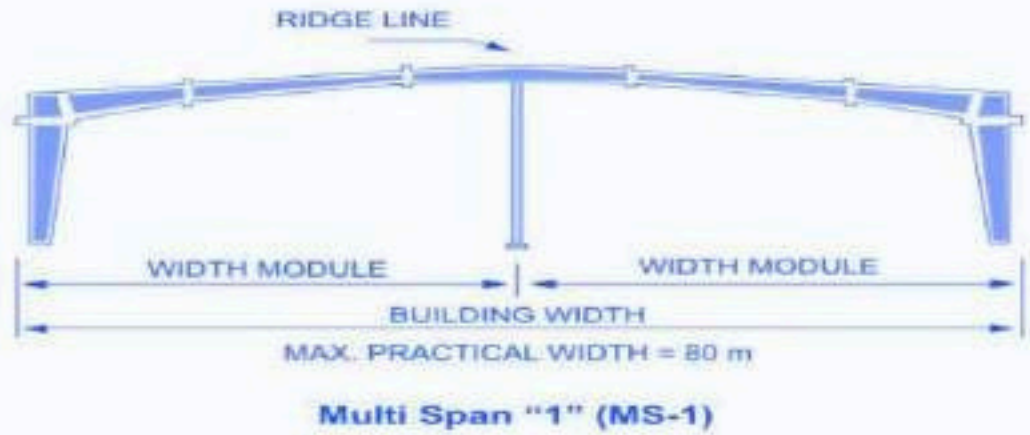 RIDGE LINE
WIDTH MODULE
WIDTH MODULE
BUILDING WIDTH
MAX. PRACTICAL WIDTH = 80 m
Multi Span “1” (MS-1)